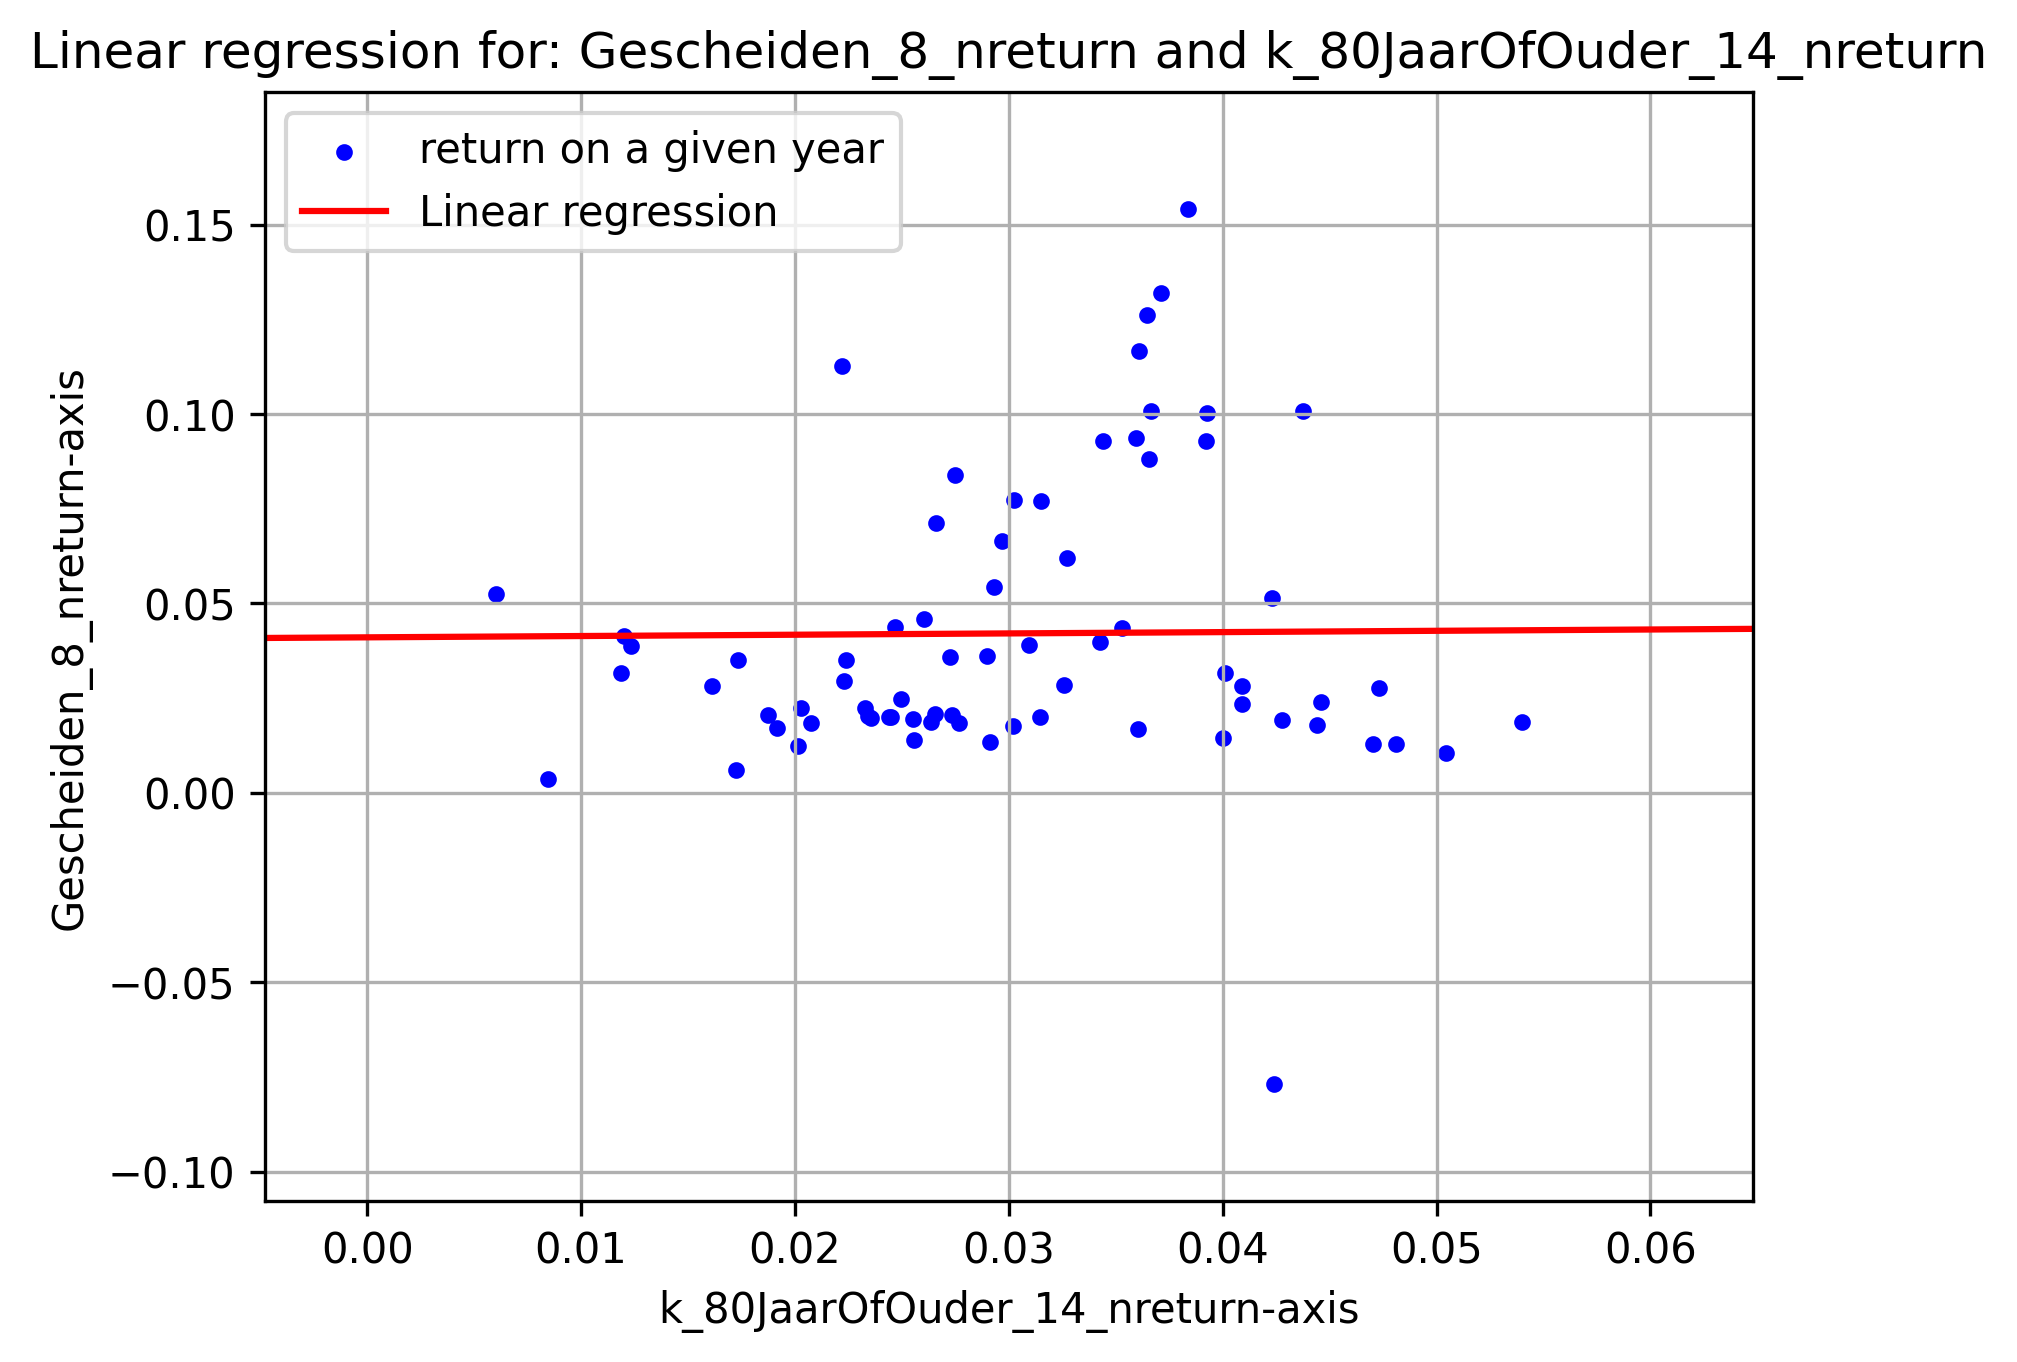 Linear regression for: Gescheiden_8_nreturn and k_80JaarOfOuder_14_nreturn
return on a given year
Linear regression
Gescheiden_8_nreturn-axis
0.15
0.10
0.05
0.00
−0.05
−0.10
0.00 0.01 0.02 0.03 0.04 0.05 0.06
k_80JaarOfOuder_14_nreturn-axis